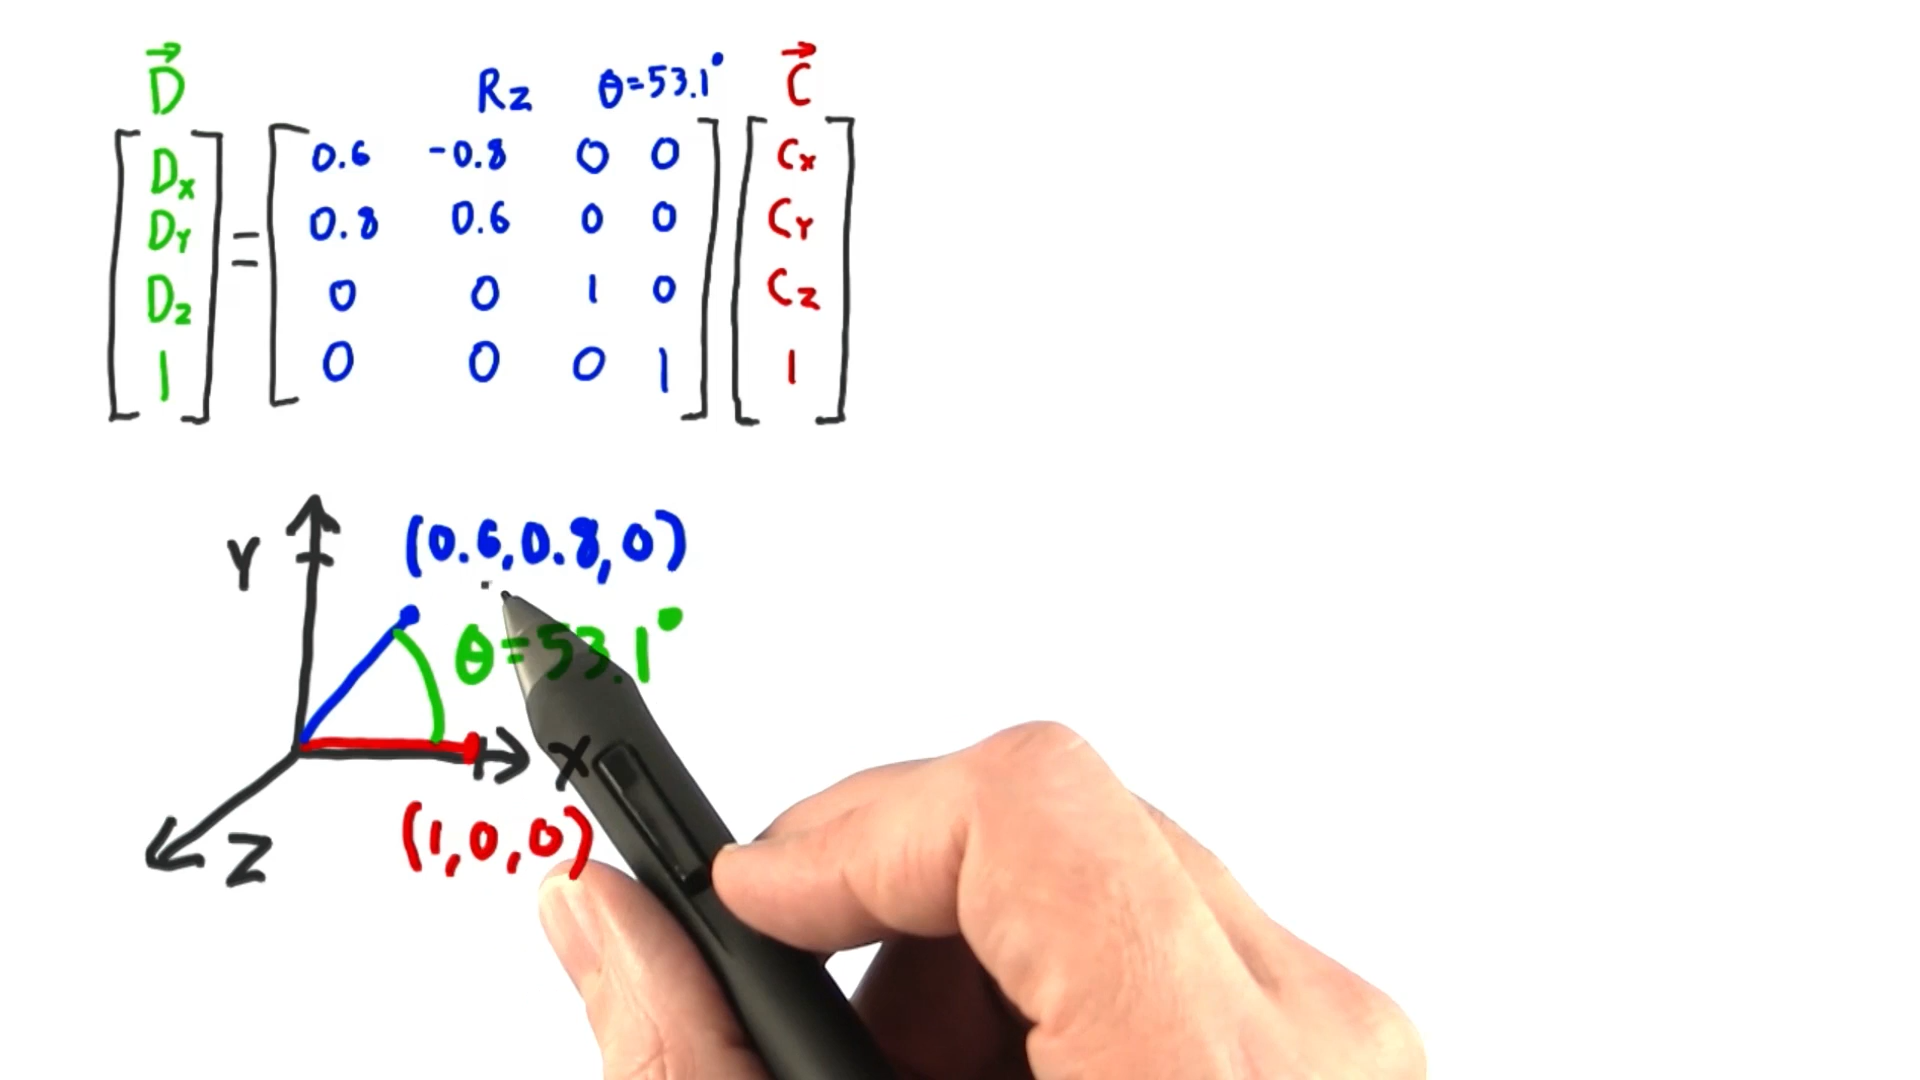 D Rz θ=53.1° C
Dx 0.6 -0.8 0 0 Cx
DY = 0.8 0.6 0 0 CY
Dz 0 0 1 0 Cz
1 0 0 0 1 1
Y (0.6,0.8,0)
θ=53.1°
X
Z (1,0,0)